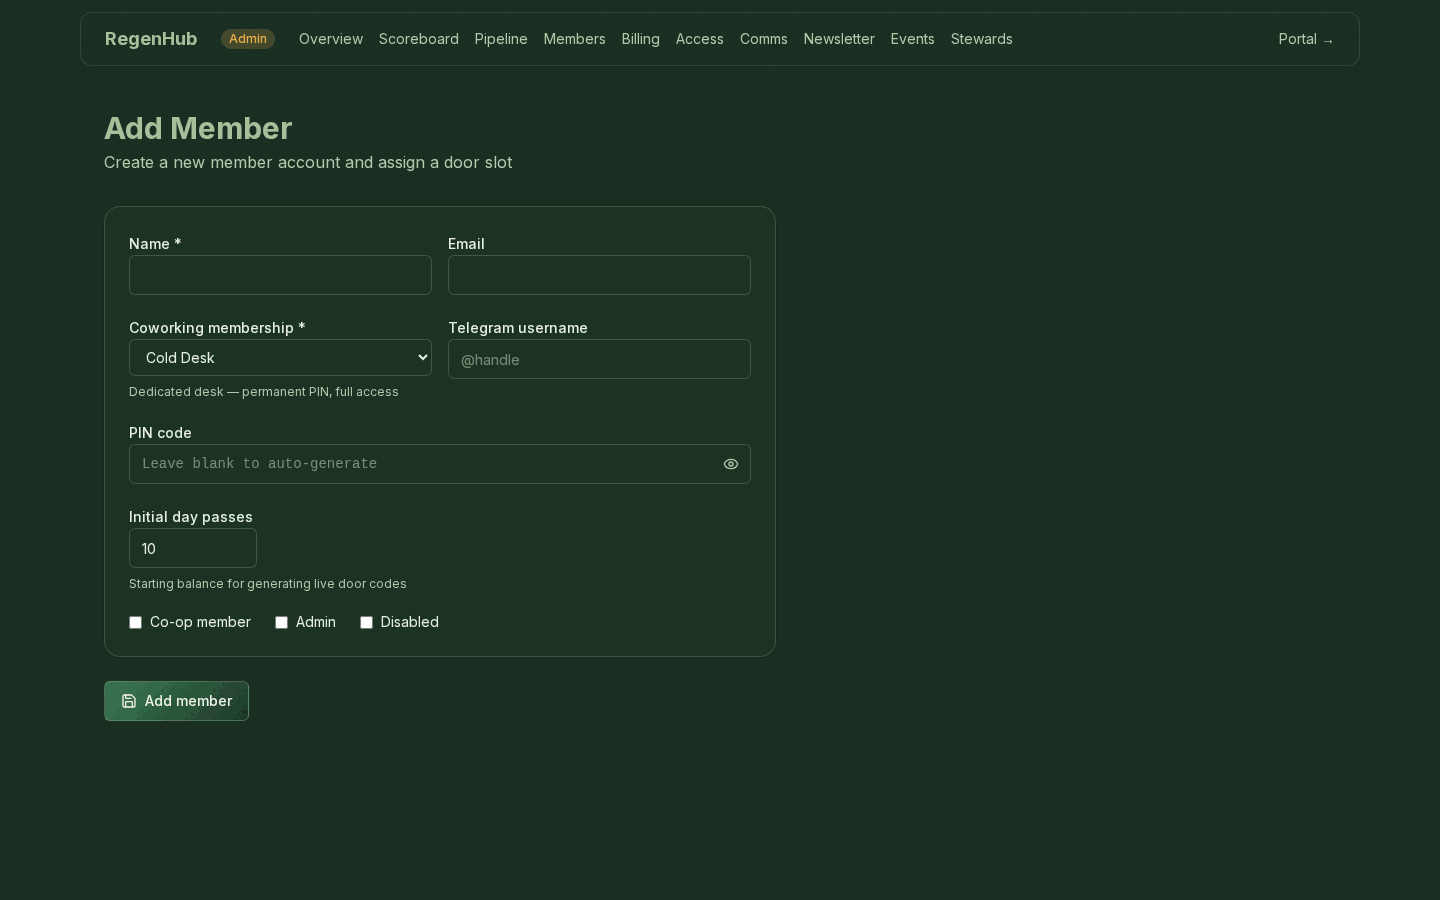 RegenHub Admin Overview Scoreboard Pipeline Members Billing Access Comms Newsletter Events Stewards Portal →
Add Member
Create a new member account and assign a door slot
Name * Email
Coworking membership * Telegram username
Cold Desk @handle
Dedicated desk — permanent PIN, full access
PIN code
Leave blank to auto-generate
Initial day passes
10
Starting balance for generating live door codes
Co-op member Admin Disabled
Add member